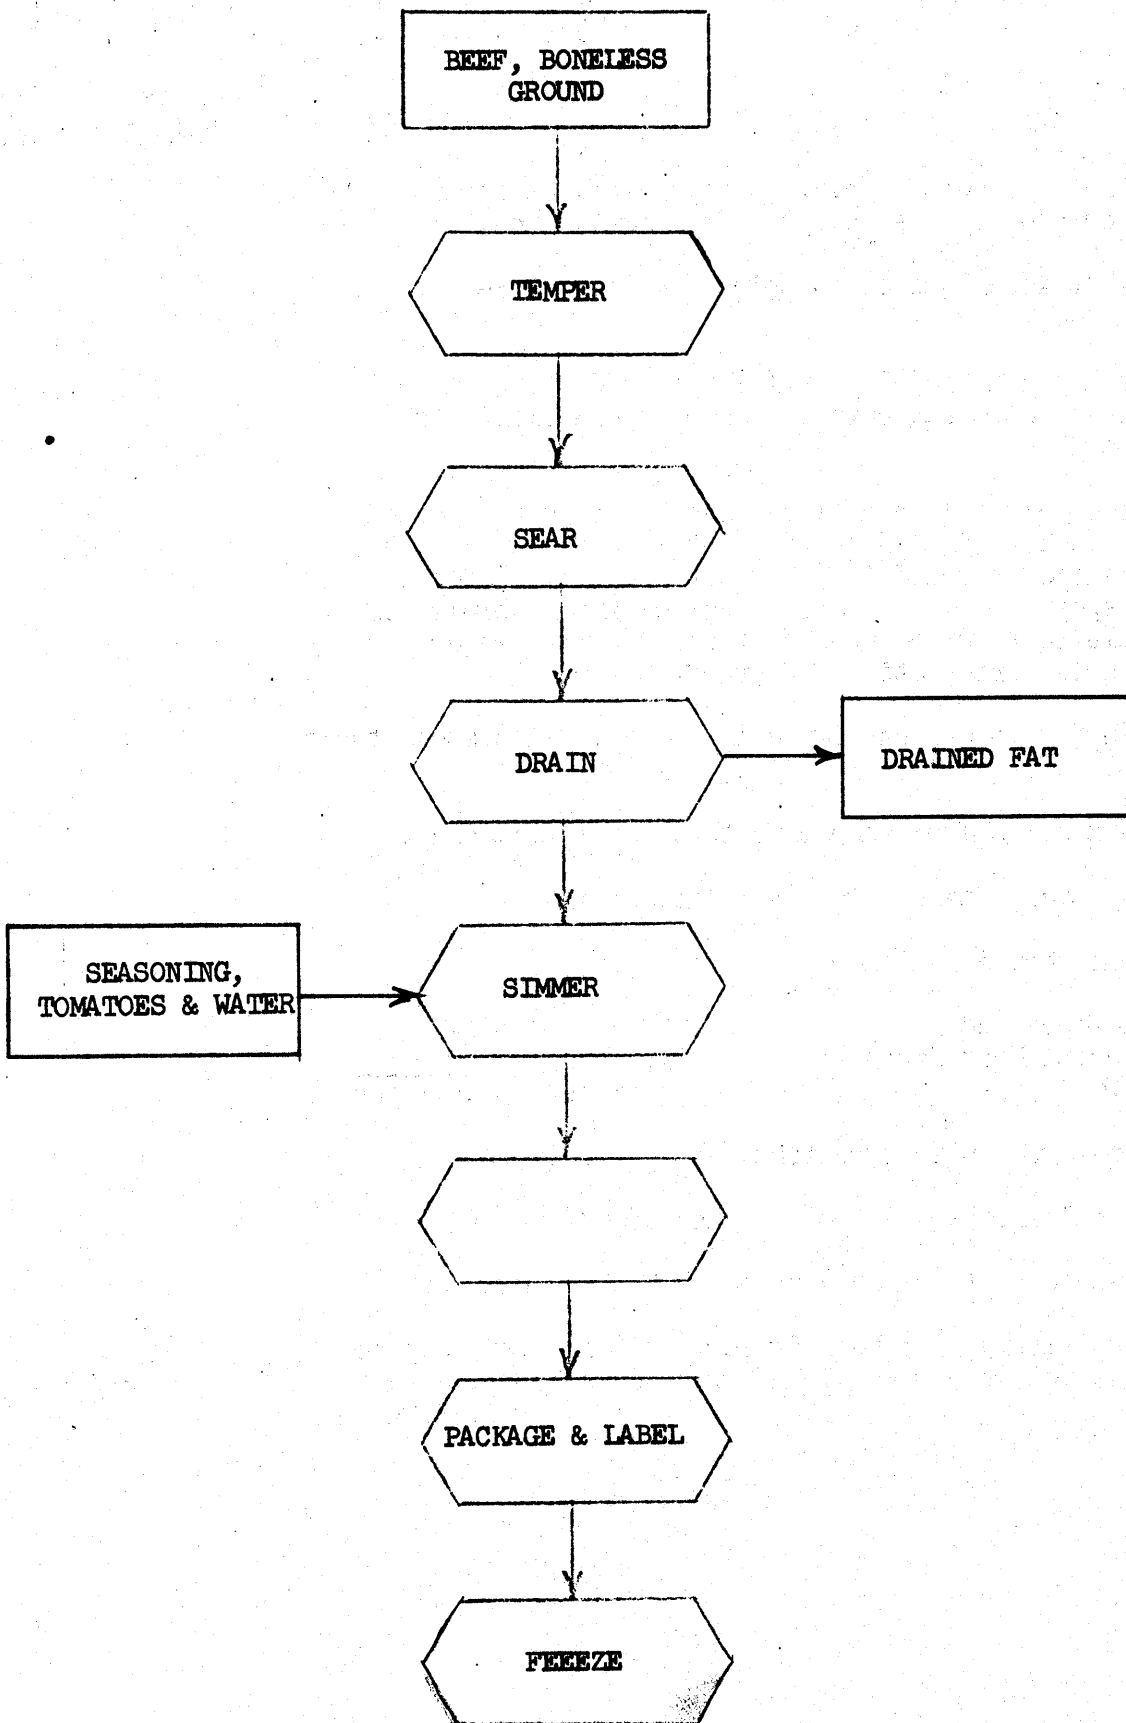 BEEF, BONELESS
GROUND
TEMPER
SEAR
DRAIN
DRAINED FAT
SEASONING,
TOMATOES & WATER
SIMMER
PACKAGE & LABEL
FEEEZE